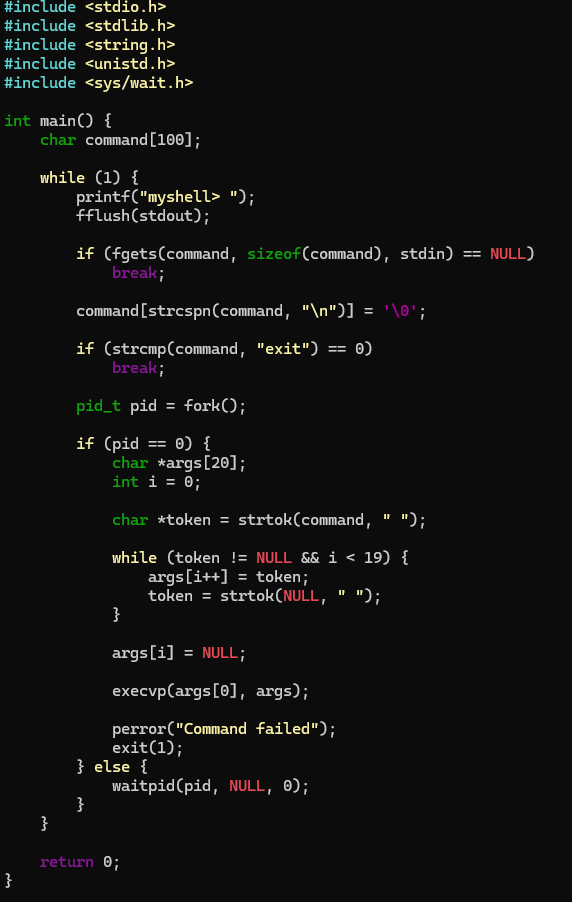 #include <stdio.h>
#include <stdlib.h>
#include <string.h>
#include <unistd.h>
#include <sys/wait.h>

int main() {
    char command[100];

    while (1) {
        printf("myshell> ");
        fflush(stdout);

        if (fgets(command, sizeof(command), stdin) == NULL)
            break;

        command[strcspn(command, "\n")] = '\0';

        if (strcmp(command, "exit") == 0)
            break;

        pid_t pid = fork();

        if (pid == 0) {
            char *args[20];
            int i = 0;

            char *token = strtok(command, " ");

            while (token != NULL && i < 19) {
                args[i++] = token;
                token = strtok(NULL, " ");
            }

            args[i] = NULL;

            execvp(args[0], args);

            perror("Command failed");
            exit(1);
        } else {
            waitpid(pid, NULL, 0);
        }
    }

    return 0;
}